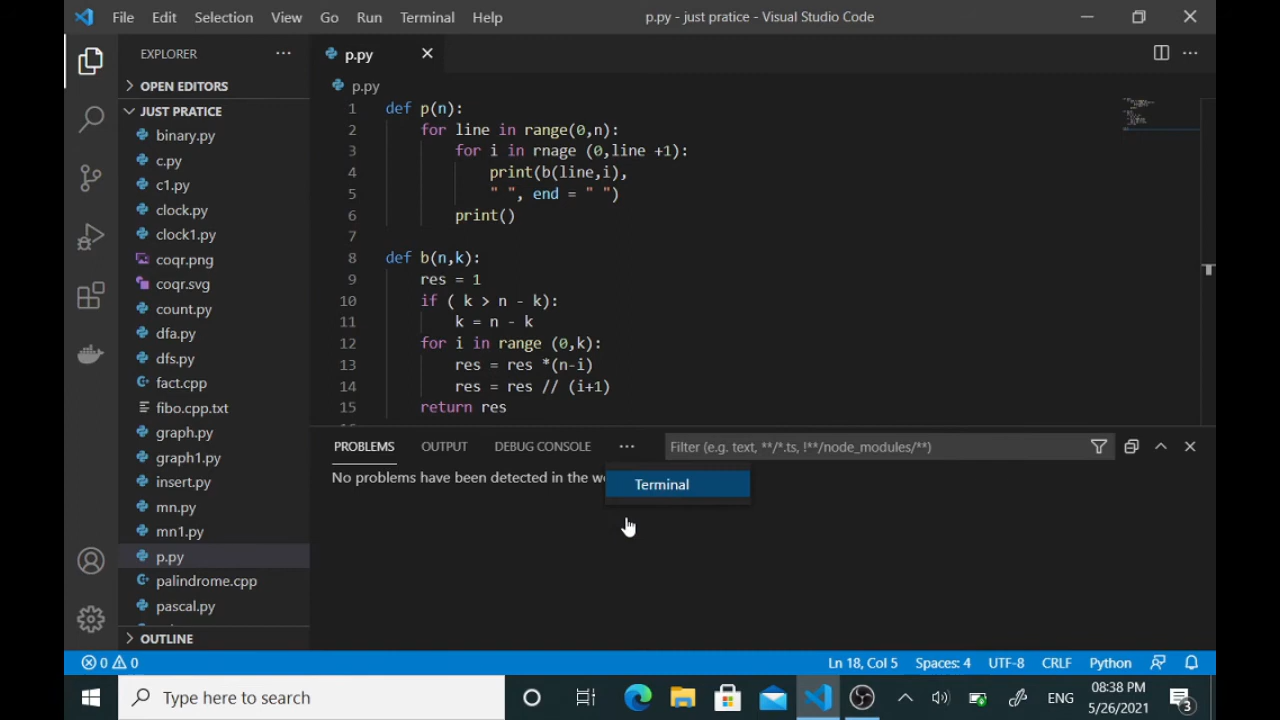 File Edit Selection View Go Run Terminal Help p.py - just pratice - Visual Studio Code
EXPLORER
p.py
OPEN EDITORS
p.py
JUST PRATICE
binary.py
c.py
c1.py
clock.py
clock1.py
coqr.png
coqr.svg
count.py
dfa.py
dfs.py
fact.cpp
fibo.cpp.txt
graph.py
graph1.py
insert.py
mn.py
mn1.py
p.py
palindrome.cpp
pascal.py
OUTLINE
1 def p(n):
2 for line in range(0,n):
3 for i in rnage (0,line +1):
4 print(b(line,i),
5 " ", end = " ")
6 print()
7
8 def b(n,k):
9 res = 1
10 if ( k > n - k):
11 k = n - k
12 for i in range (0,k):
13 res = res *(n-i)
14 res = res // (i+1)
15 return res
PROBLEMS OUTPUT DEBUG CONSOLE Filter (e.g. text, **/*.ts, !**/node_modules/**)
No problems have been detected in the
Terminal
0 0 Ln 18, Col 5 Spaces: 4 UTF-8 CRLF Python
Type here to search ENG 08:38 PM
5/26/2021
3